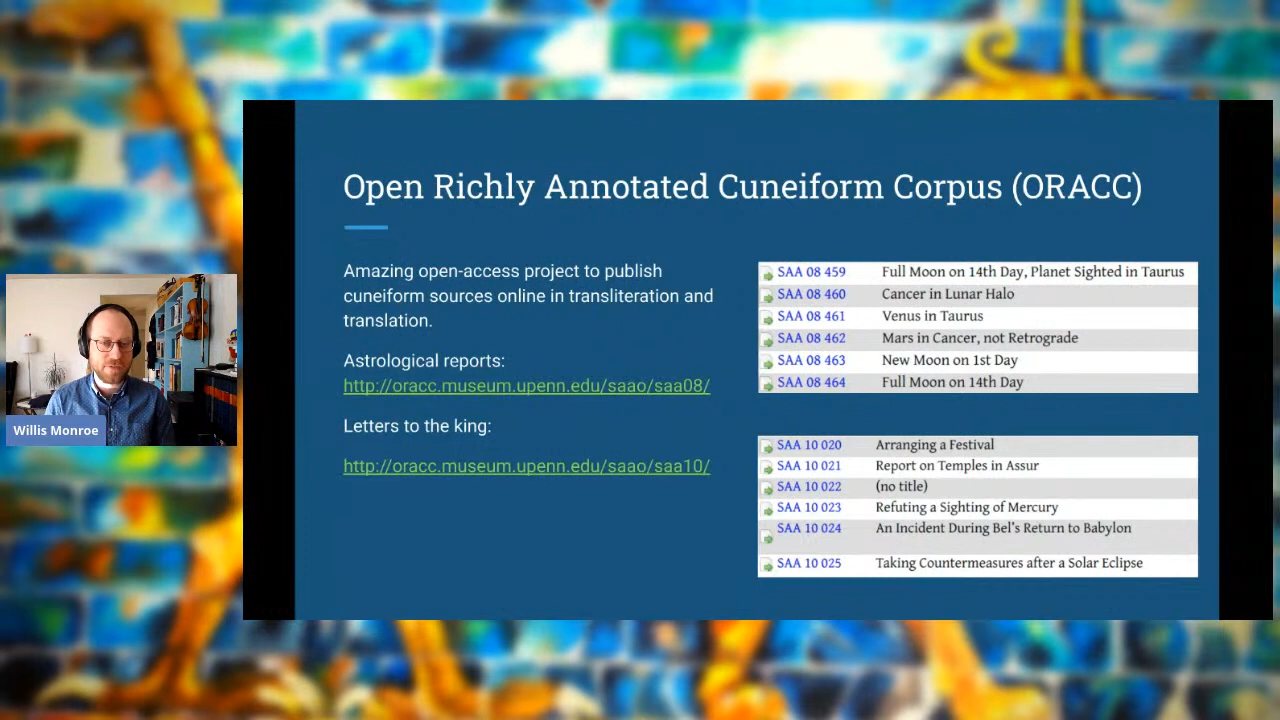 Open Richly Annotated Cuneiform Corpus (ORACC)
Amazing open-access project to publish
cuneiform sources online in transliteration and
translation.
Astrological reports:
http://oracc.museum.upenn.edu/saao/saa08/
Letters to the king:
http://oracc.museum.upenn.edu/saao/saa10/
SAA 08 459 Full Moon on 14th Day, Planet Sighted in Taurus
SAA 08 460 Cancer in Lunar Halo
SAA 08 461 Venus in Taurus
SAA 08 462 Mars in Cancer, not Retrograde
SAA 08 463 New Moon on 1st Day
SAA 08 464 Full Moon on 14th Day
SAA 10 020 Arranging a Festival
SAA 10 021 Report on Temples in Assur
SAA 10 022 (no title)
SAA 10 023 Refuting a Sighting of Mercury
SAA 10 024 An Incident During Bel's Return to Babylon
SAA 10 025 Taking Countermeasures after a Solar Eclipse
Willis Monroe